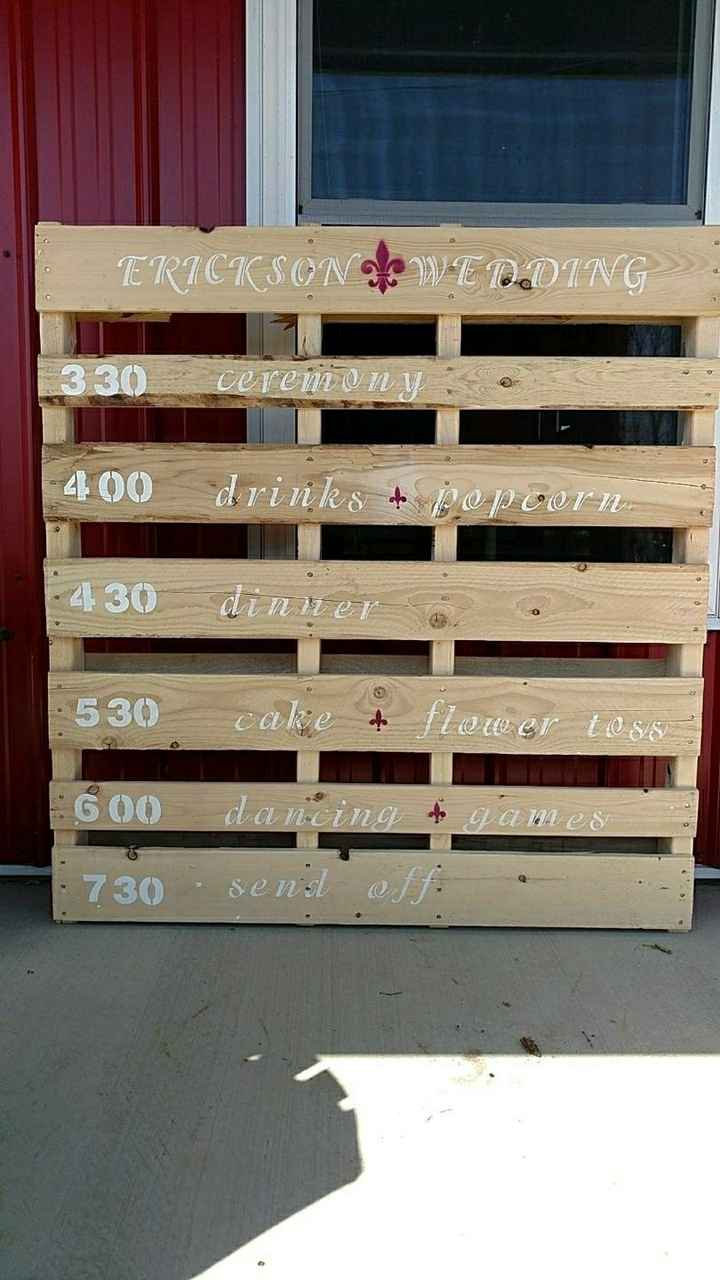 ERICKSON WEDDING
330 ceremony
400 drinks popcorn
430 dinner
530 cake flower toss
600 dancing games
730 send off